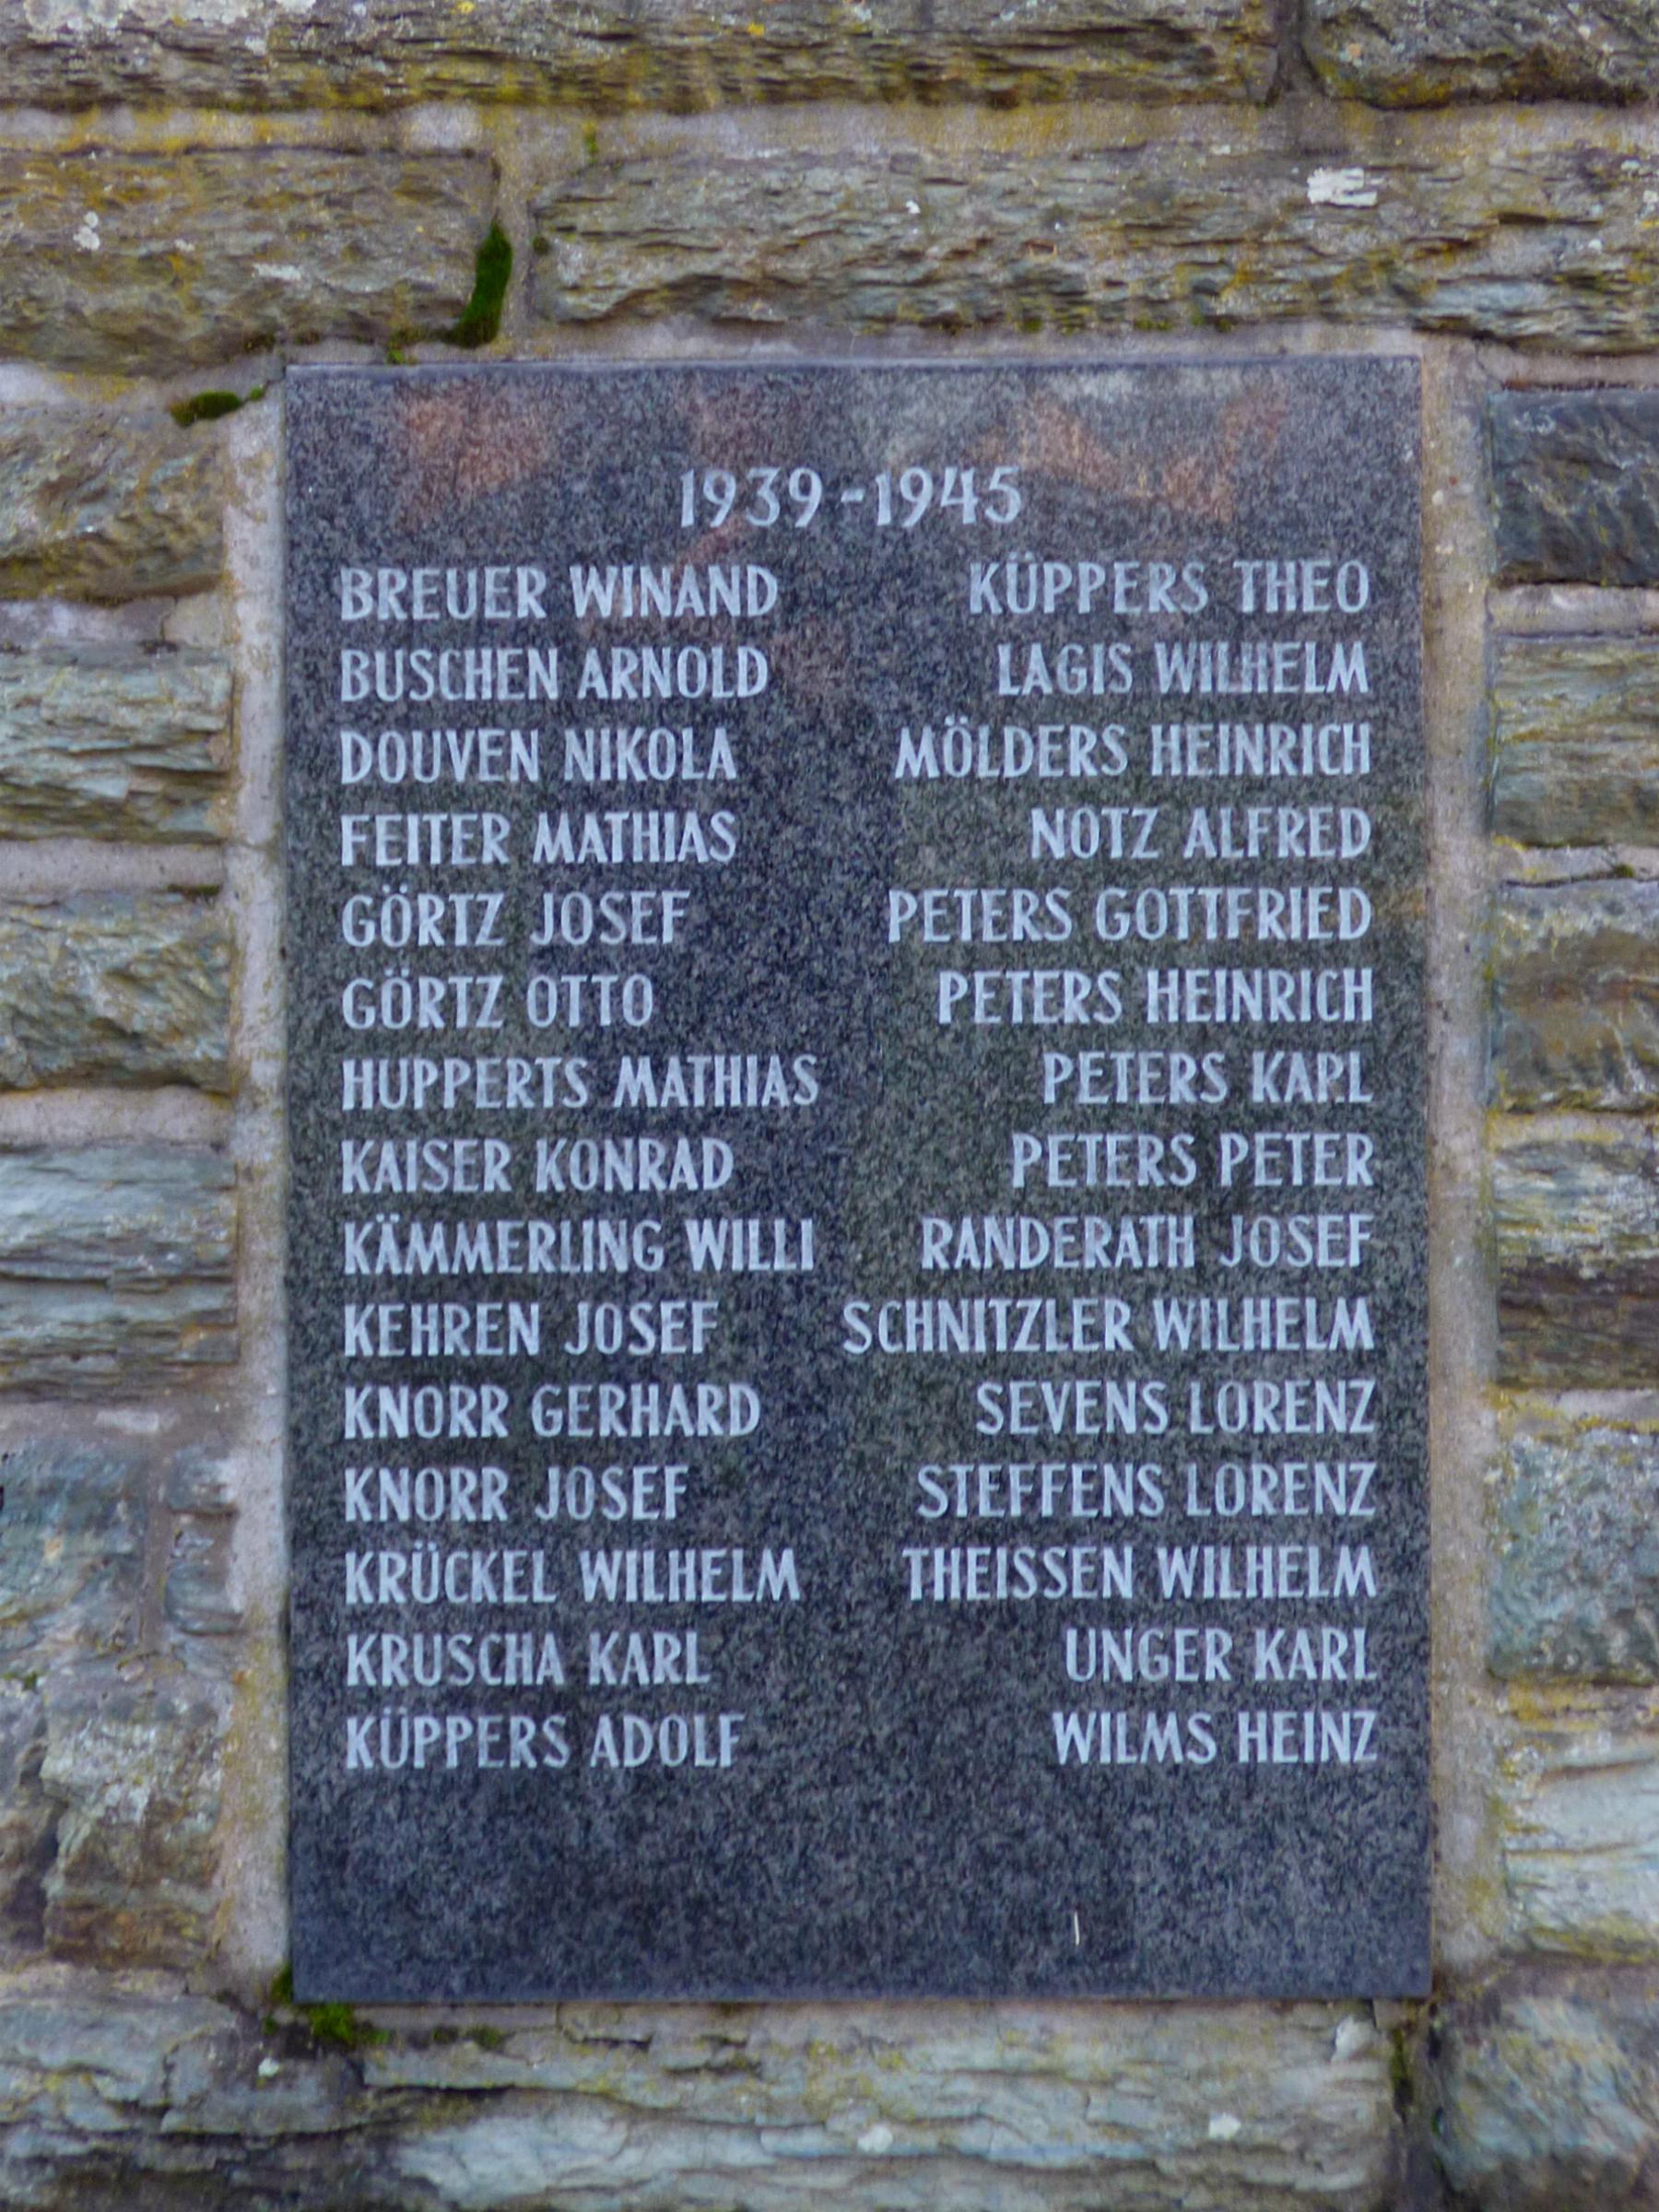 1939-1945
BREUER WINAND
BUSCHEN ARNOLD
DOUVEN NIKOLA
FEITER MATHIAS
GÖRTZ JOSEF
GÖRTZ OTTO
HUPPERTS MATHIAS
KAISER KONRAD
KÄMMERLING WILLI
KEHREN JOSEF
KNORR GERHARD
KNORR JOSEF
KRÜCKEL WILHELM
KRUSCHA KARL
KÜPPERS ADOLF
KÜPPERS THEO
LAGIS WILHELM
MÖLDERS HEINRICH
NOTZ ALFRED
PETERS GOTTFRIED
PETERS HEINRICH
PETERS KARL
PETERS PETER
RANDERATH JOSEF
SCHNITZLER WILHELM
SEVENS LORENZ
STEFFENS LORENZ
THEISSEN WILHELM
UNGER KARL
WILMS HEINZ